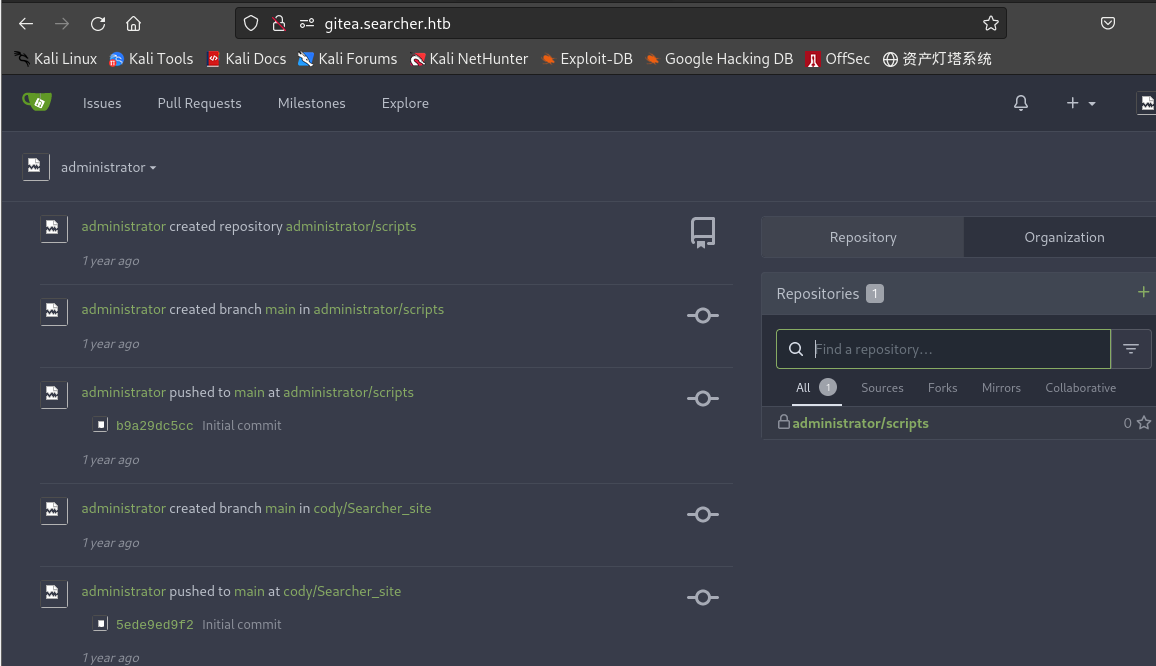 gitea.searcher.htb
Kali Linux Kali Tools Kali Docs Kali Forums Kali NetHunter Exploit-DB Google Hacking DB OffSec 资产灯塔系统
Issues Pull Requests Milestones Explore
administrator
administrator created repository administrator/scripts
1 year ago
administrator created branch main in administrator/scripts
1 year ago
administrator pushed to main at administrator/scripts
b9a29dc5cc Initial commit
1 year ago
administrator created branch main in cody/Searcher_site
1 year ago
administrator pushed to main at cody/Searcher_site
5ede9ed9f2 Initial commit
1 year ago
Repository Organization
Repositories 1
Find a repository...
All 1 Sources Forks Mirrors Collaborative
administrator/scripts 0